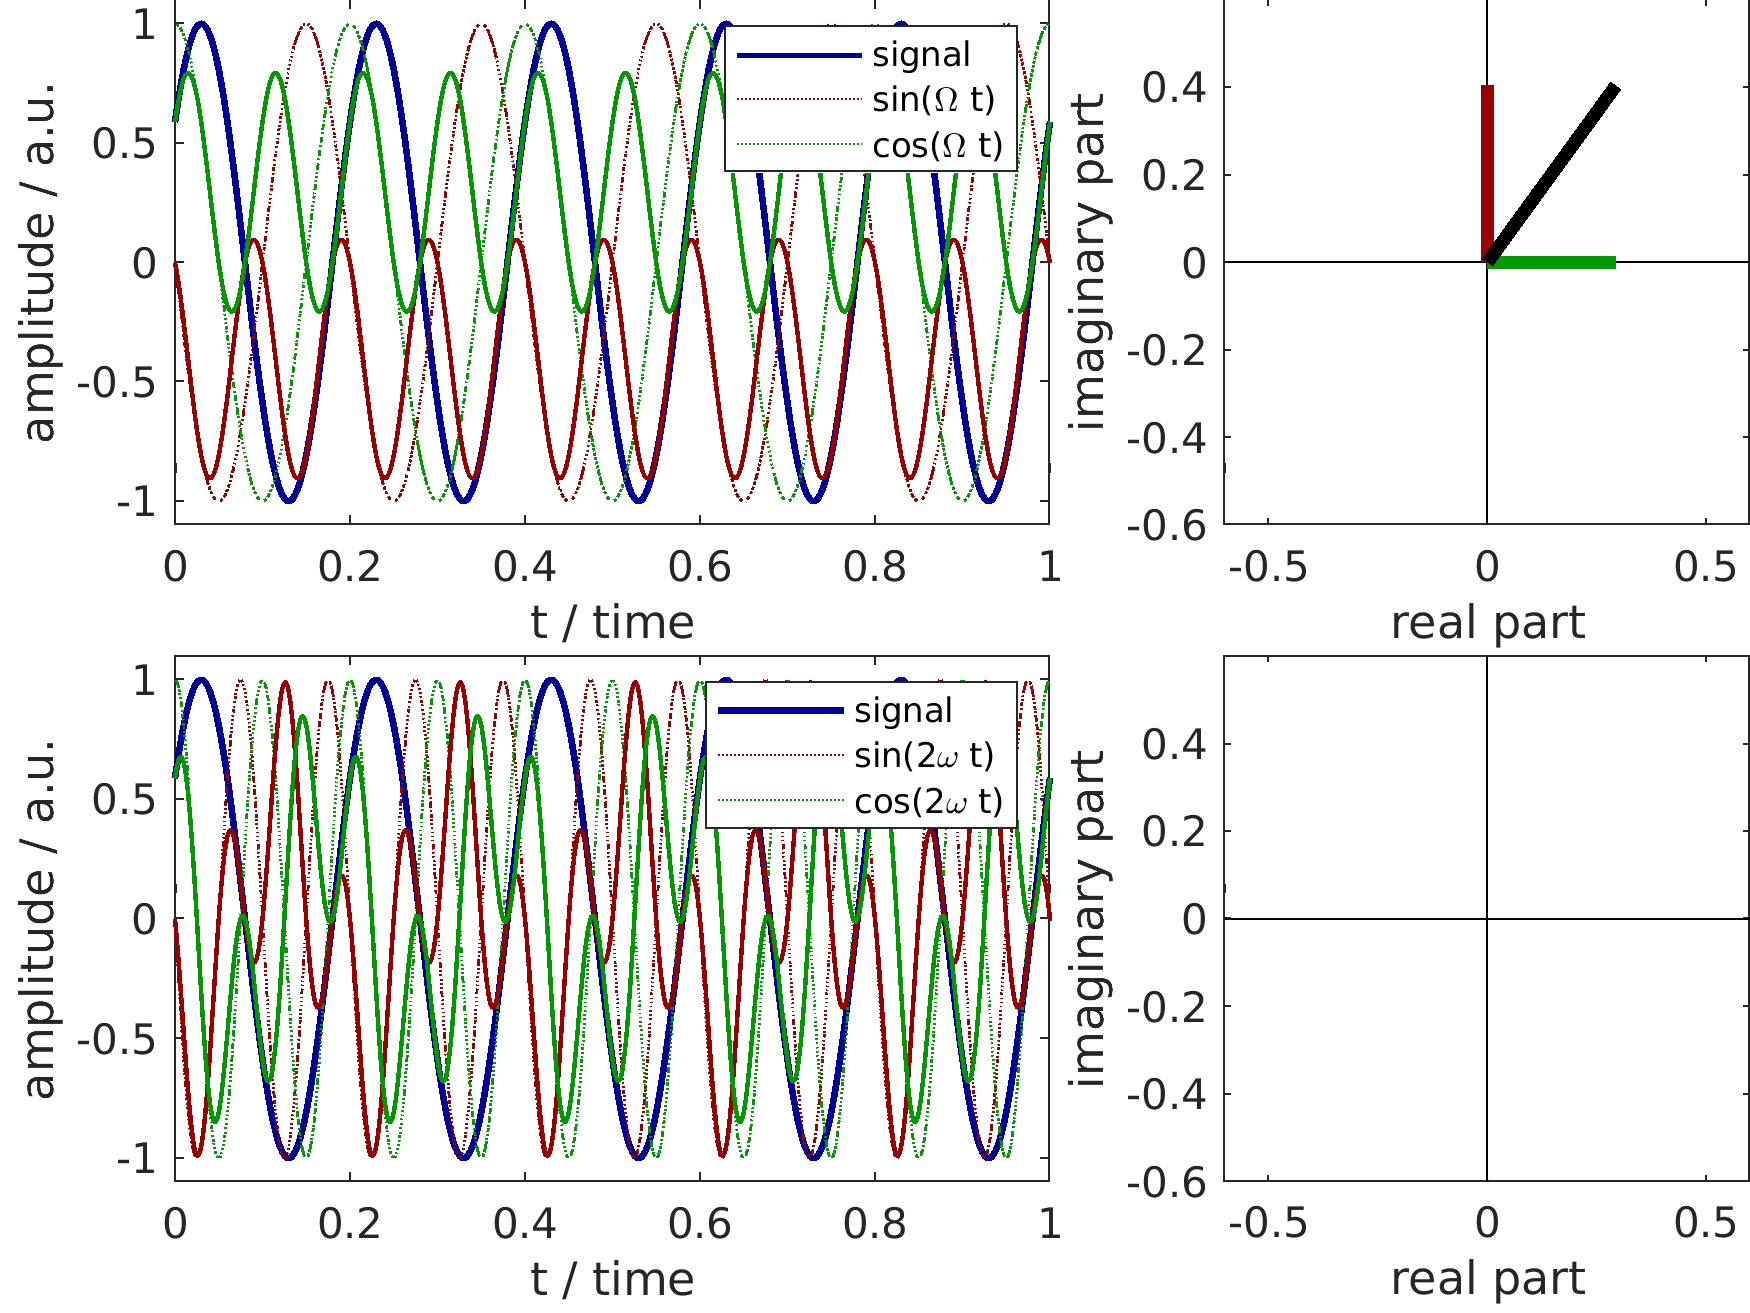 1
0.5
0
-0.5
-1
amplitude / a.u.
signal
sin(Ω t)
cos(Ω t)
0 0.2 0.4 0.6 0.8 1
t / time
0.4
0.2
0
-0.2
-0.4
-0.6
imaginary part
-0.5 0 0.5
real part
1
0.5
0
-0.5
-1
amplitude / a.u.
signal
sin(2ω t)
cos(2ω t)
0 0.2 0.4 0.6 0.8 1
t / time
0.4
0.2
0
-0.2
-0.4
-0.6
imaginary part
-0.5 0 0.5
real part